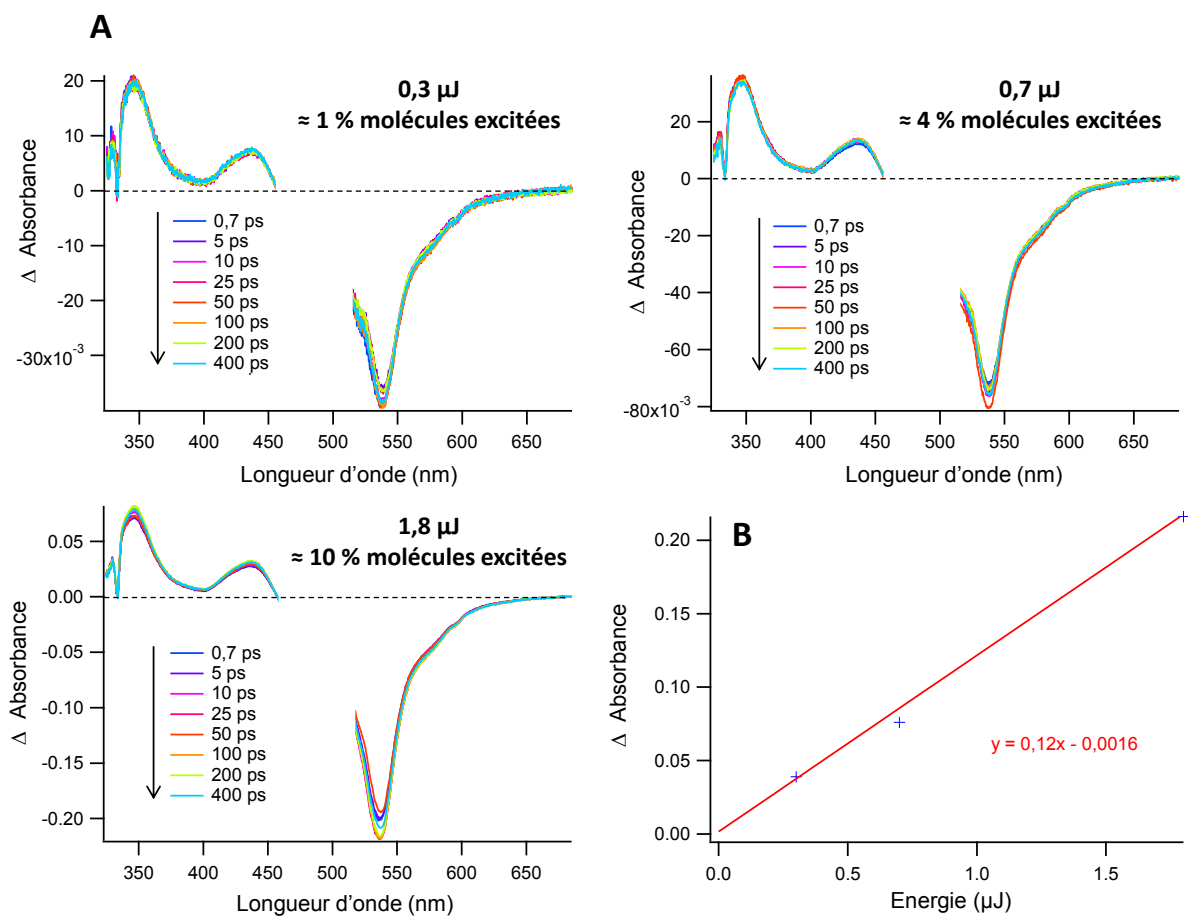 A
0,3 µJ
≈ 1 % molécules excitées
20
10
0
-10
-20
-30x10⁻³
Δ Absorbance
0,7 ps
5 ps
10 ps
25 ps
50 ps
100 ps
200 ps
400 ps
350 400 450 500 550 600 650
Longueur d'onde (nm)
0,7 µJ
≈ 4 % molécules excitées
20
0
-20
-40
-60
-80x10⁻³
Δ Absorbance
0,7 ps
5 ps
10 ps
25 ps
50 ps
100 ps
200 ps
400 ps
350 400 450 500 550 600 650
Longueur d'onde (nm)
1,8 µJ
≈ 10 % molécules excitées
0.05
0.00
-0.05
-0.10
-0.15
-0.20
Δ Absorbance
0,7 ps
5 ps
10 ps
25 ps
50 ps
100 ps
200 ps
400 ps
350 400 450 500 550 600 650
Longueur d'onde (nm)
B
0.20
0.15
0.10
0.05
0.00
Δ Absorbance
y = 0,12x - 0,0016
0.0 0.5 1.0 1.5
Energie (µJ)